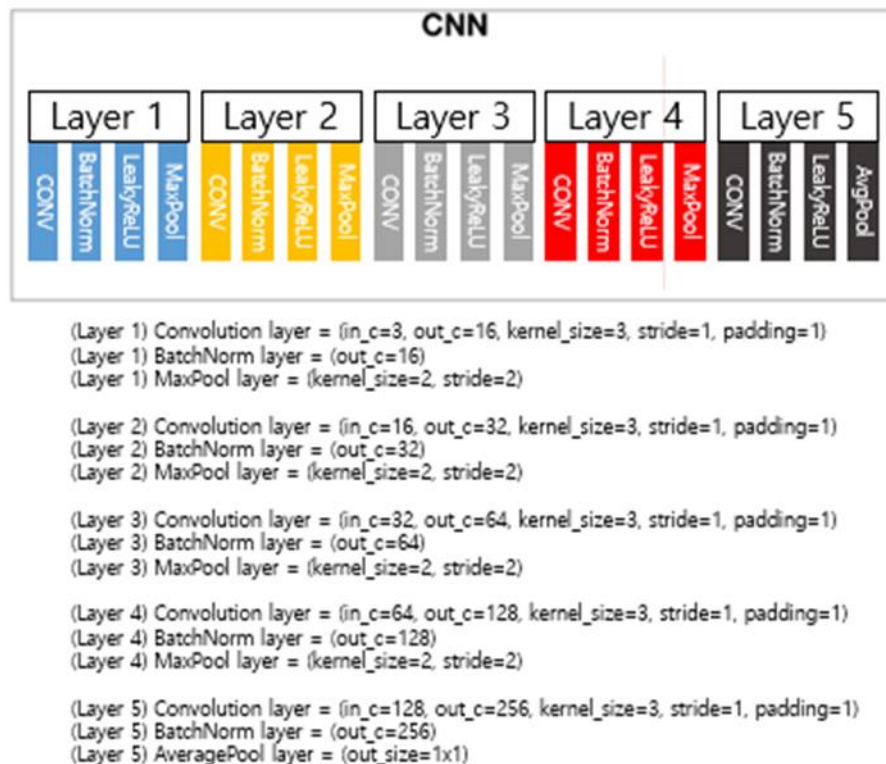 CNN
Layer 1 Layer 2 Layer 3 Layer 4 Layer 5
CONV BatchNorm LeakyReLU MaxPool CONV BatchNorm LeakyReLU MaxPool CONV BatchNorm LeakyReLU MaxPool CONV BatchNorm LeakyReLU MaxPool CONV BatchNorm LeakyReLU AvgPool
(Layer 1) Convolution layer = (in_c=3, out_c=16, kernel_size=3, stride=1, padding=1)
(Layer 1) BatchNorm layer = (out_c=16)
(Layer 1) MaxPool layer = (kernel_size=2, stride=2)
(Layer 2) Convolution layer = (in_c=16, out_c=32, kernel_size=3, stride=1, padding=1)
(Layer 2) BatchNorm layer = (out_c=32)
(Layer 2) MaxPool layer = (kernel_size=2, stride=2)
(Layer 3) Convolution layer = (in_c=32, out_c=64, kernel_size=3, stride=1, padding=1)
(Layer 3) BatchNorm layer = (out_c=64)
(Layer 3) MaxPool layer = (kernel_size=2, stride=2)
(Layer 4) Convolution layer = (in_c=64, out_c=128, kernel_size=3, stride=1, padding=1)
(Layer 4) BatchNorm layer = (out_c=128)
(Layer 4) MaxPool layer = (kernel_size=2, stride=2)
(Layer 5) Convolution layer = (in_c=128, out_c=256, kernel_size=3, stride=1, padding=1)
(Layer 5) BatchNorm layer = (out_c=256)
(Layer 5) AveragePool layer = (out_size=1x1)